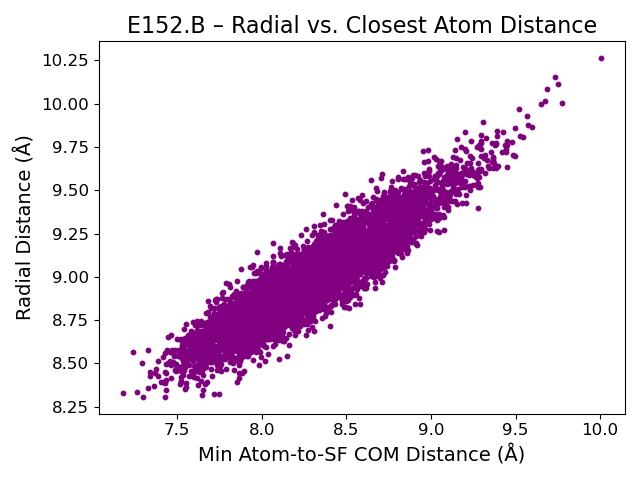 E152.B – Radial vs. Closest Atom Distance
Radial Distance (Å)
10.25
10.00
9.75
9.50
9.25
9.00
8.75
8.50
8.25
7.5 8.0 8.5 9.0 9.5 10.0
Min Atom-to-SF COM Distance (Å)